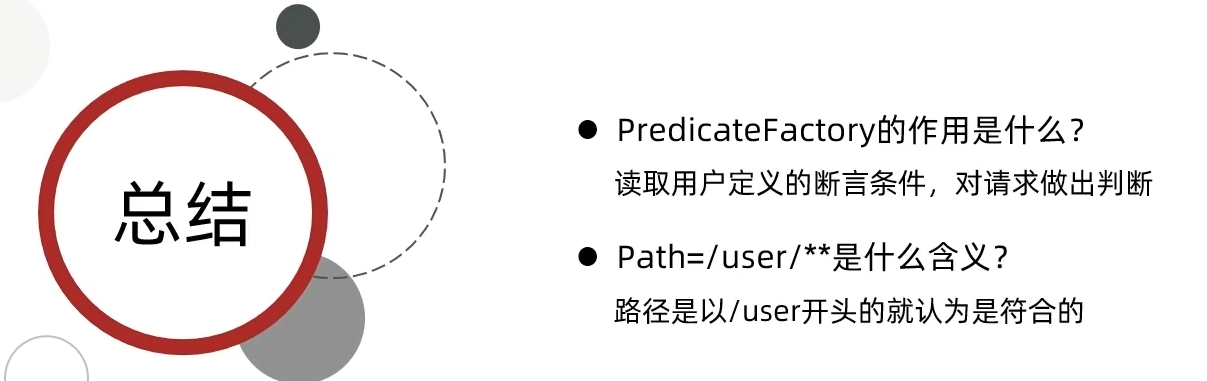 总结
PredicateFactory的作用是什么？
读取用户定义的断言条件，对请求做出判断
Path=/user/**是什么含义？
路径是以/user开头的就认为是符合的